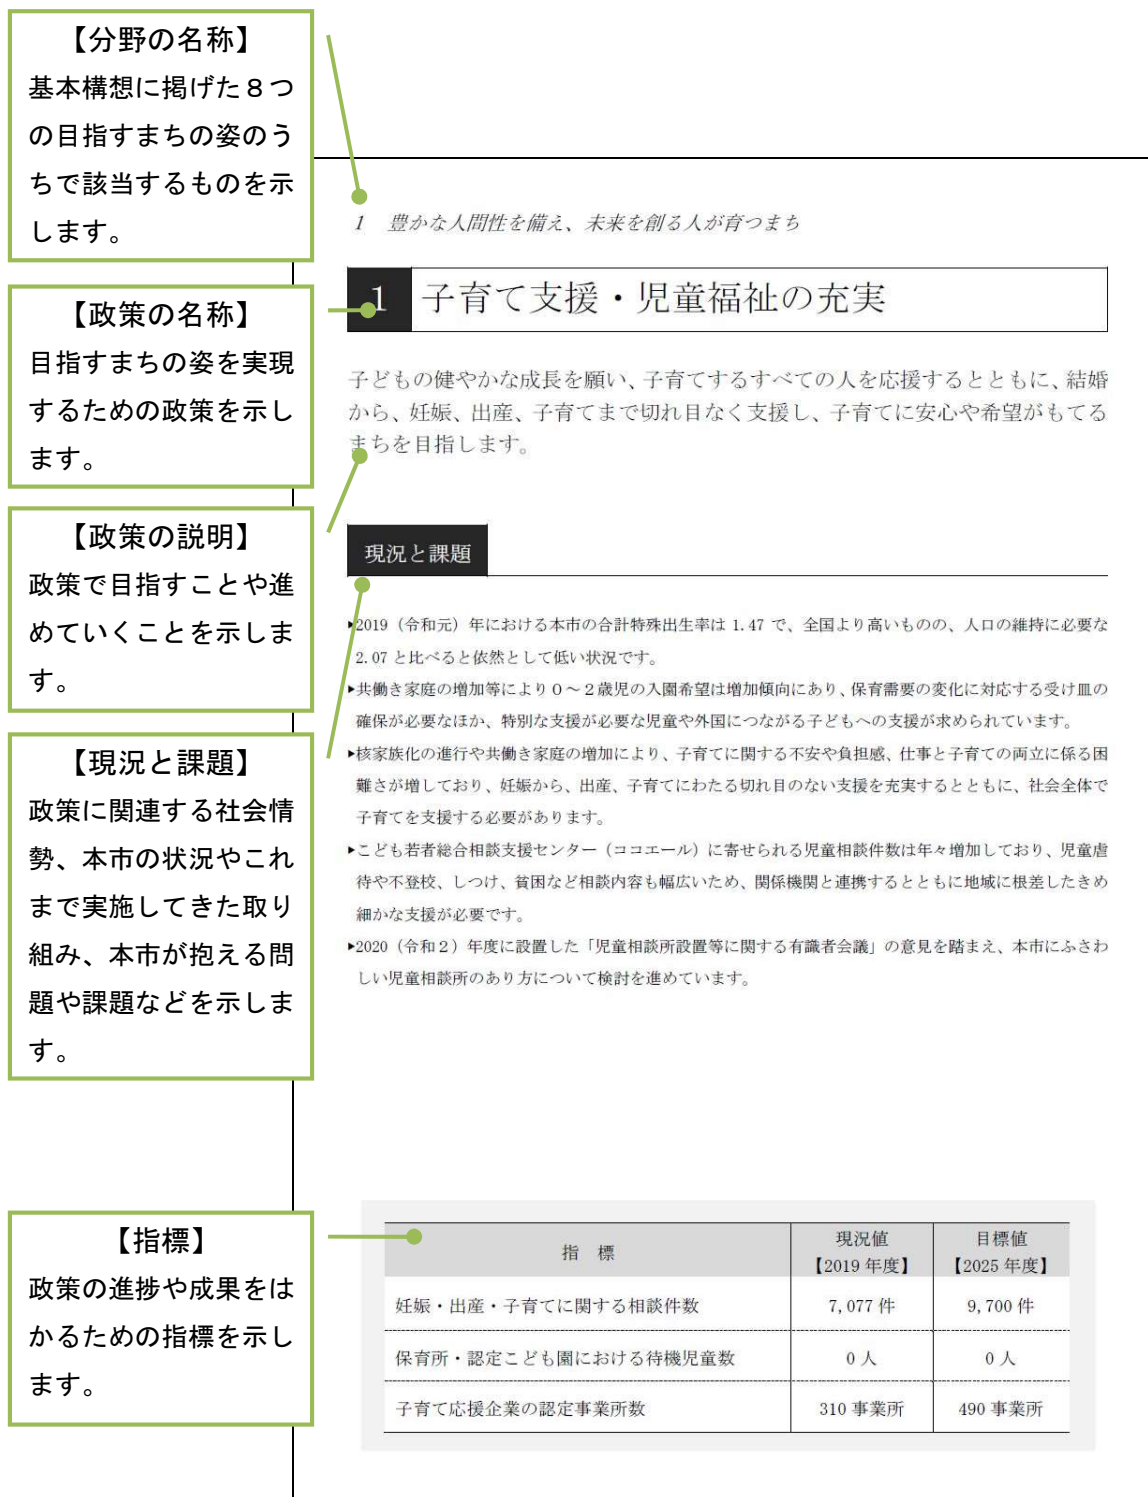 【分野の名称】
基本構想に掲げた８つ
の目指すまちの姿のう
ちで該当するものを示
します。
【政策の名称】
目指すまちの姿を実現
するための政策を示し
ます。
【政策の説明】
政策で目指すことや進
めていくことを示しま
す。
【現況と課題】
政策に関連する社会情
勢、本市の状況やこれ
まで実施してきた取り
組み、本市が抱える問
題や課題などを示しま
す。
【指標】
政策の進捗や成果をは
かるための指標を示し
ます。
1　豊かな人間性を備え、未来を創る人が育つまち
1 子育て支援・児童福祉の充実
子どもの健やかな成長を願い、子育てするすべての人を応援するとともに、結婚
から、妊娠、出産、子育てまで切れ目なく支援し、子育てに安心や希望がもてる
まちを目指します。
現況と課題
▶2019（令和元）年における本市の合計特殊出生率は 1.47 で、全国より高いものの、人口の維持に必要な
2.07 と比べると依然として低い状況です。
▶共働き家庭の増加等により０～２歳児の入園希望は増加傾向にあり、保育需要の変化に対応する受け皿の
確保が必要なほか、特別な支援が必要な児童や外国につながる子どもへの支援が求められています。
▶核家族化の進行や共働き家庭の増加により、子育てに関する不安や負担感、仕事と子育ての両立に係る困
難さが増しており、妊娠から、出産、子育てにわたる切れ目のない支援を充実するとともに、社会全体で
子育てを支援する必要があります。
▶こども若者総合相談支援センター（ココエール）に寄せられる児童相談件数は年々増加しており、児童虐
待や不登校、しつけ、貧困など相談内容も幅広いため、関係機関と連携するとともに地域に根差したきめ
細かな支援が必要です。
▶2020（令和２）年度に設置した「児童相談所設置等に関する有識者会議」の意見を踏まえ、本市にふさわ
しい児童相談所のあり方について検討を進めています。
指　標 現況値 目標値
【2019 年度】 【2025 年度】
妊娠・出産・子育てに関する相談件数 7,077 件 9,700 件
保育所・認定こども園における待機児童数 0 人 0 人
子育て応援企業の認定事業所数 310 事業所 490 事業所